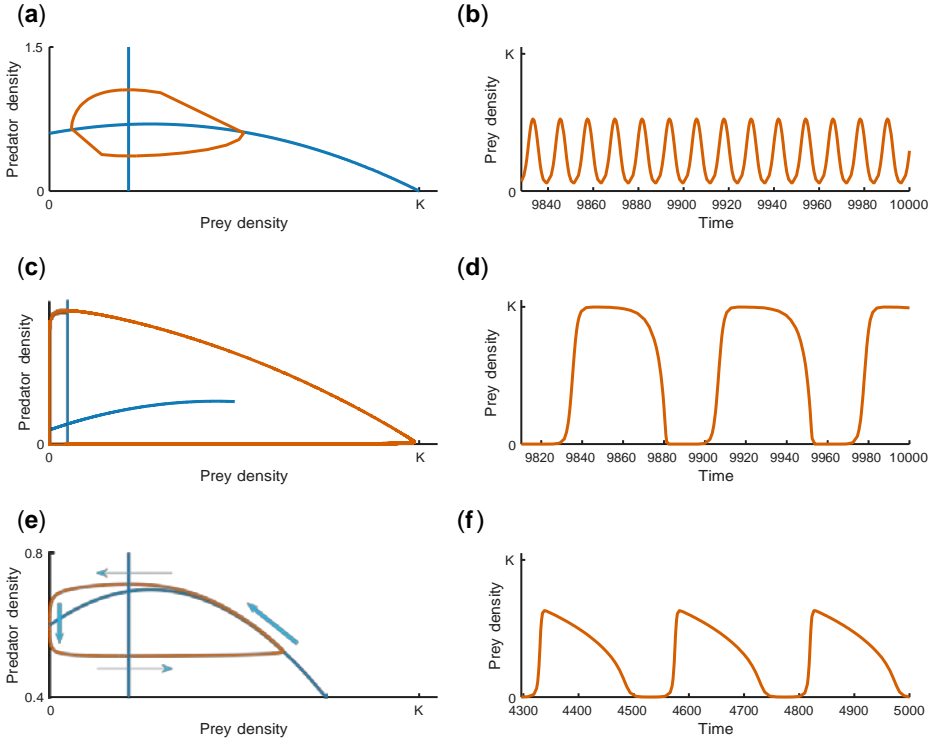 (a)
1.5
Predator density
0
0
K
Prey density
(b)
K
Prey density
0
9840 9860 9880 9900 9920 9940 9960 9980 10000
Time
(c)
Predator density
0
0
K
Prey density
(d)
K
Prey density
0
9820 9840 9860 9880 9900 9920 9940 9960 9980 10000
Time
(e)
0.8
Predator density
0.4
0
K
Prey density
(f)
K
Prey density
0
4300 4400 4500 4600 4700 4800 4900 5000
Time